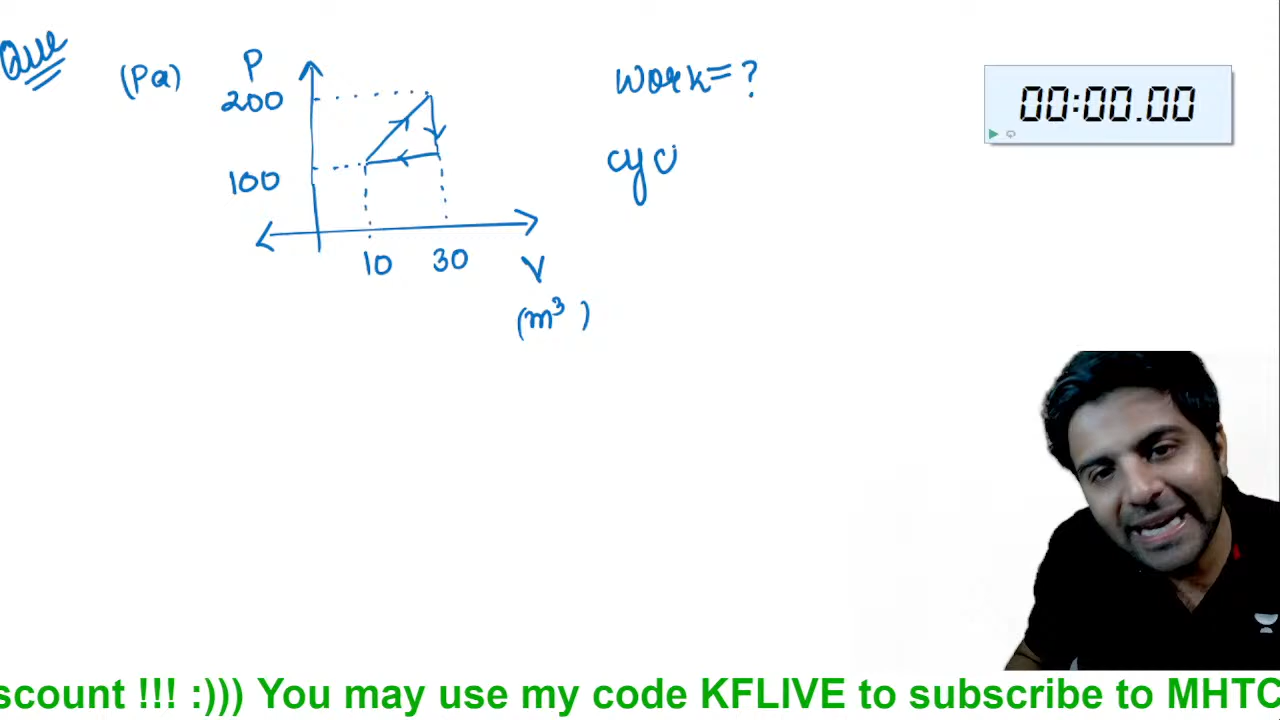 Que
P
(Pa)
200
100
10 30 V
(m³)
work=?
cyc
00:00.00
scount !!! :))) You may use my code KFLIVE to subscribe to MHTC